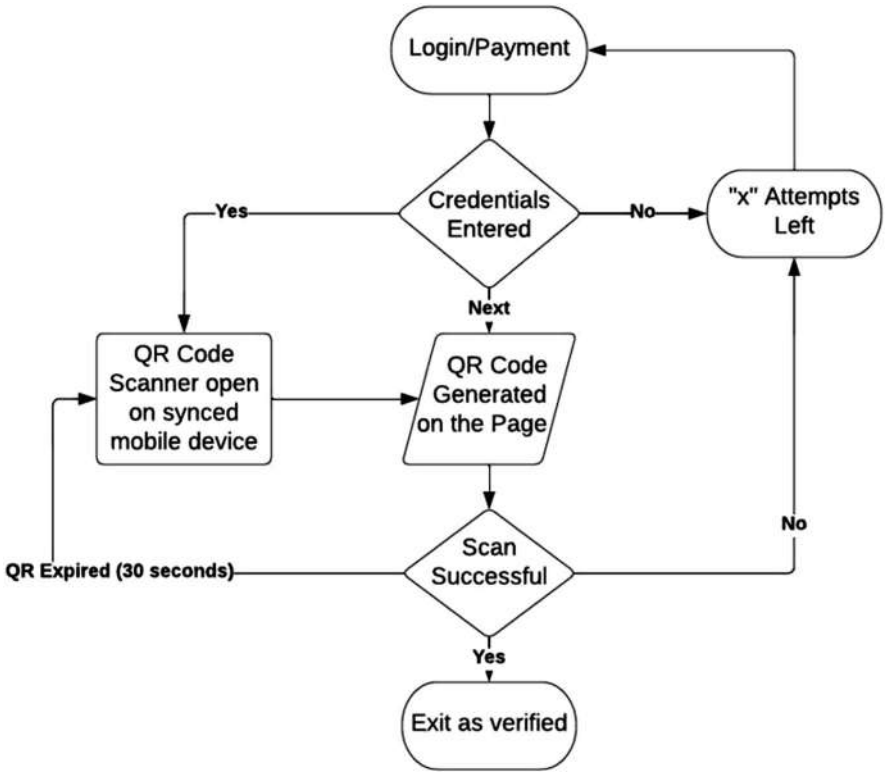 Login/Payment
Credentials
Entered
Yes
No
"x" Attempts
Left
Next
QR Code
Scanner open
on synced
mobile device
QR Code
Generated
on the Page
QR Expired (30 seconds)
Scan
Successful
No
Yes
Exit as verified